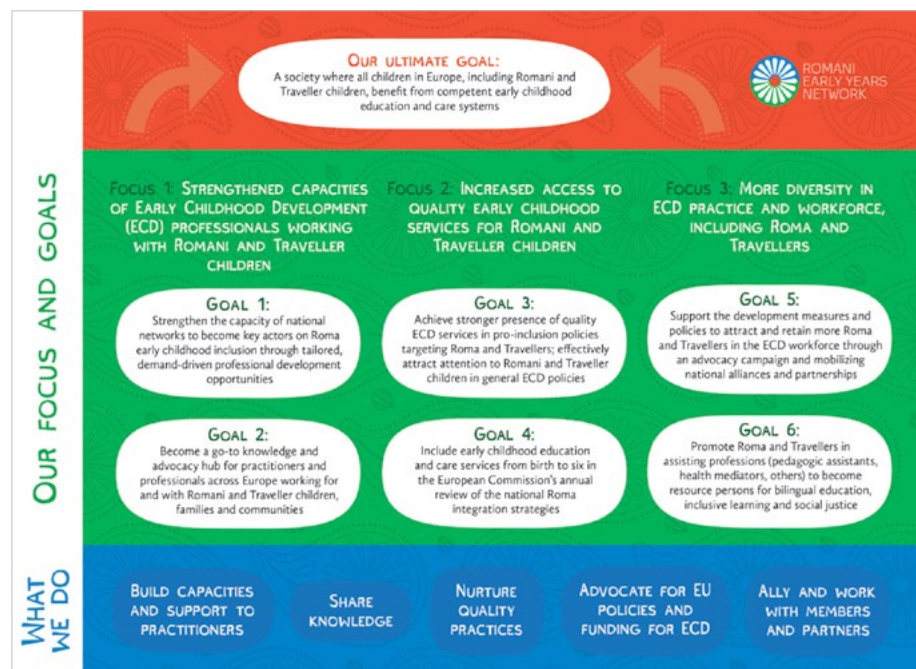 OUR ULTIMATE GOAL:
A society where all children in Europe, including Romani and
Traveller children, benefit from competent early childhood
education and care systems
ROMANI
EARLY YEARS
NETWORK
OUR FOCUS AND GOALS
FOCUS 1: STRENGTHENED CAPACITIES
OF EARLY CHILDHOOD DEVELOPMENT
(ECD) PROFESSIONALS WORKING
WITH ROMANI AND TRAVELLER
CHILDREN
GOAL 1:
Strengthen the capacity of national
networks to become key actors on Roma
early childhood inclusion through tailored,
demand-driven professional development
opportunities
GOAL 2:
Become a go-to knowledge and
advocacy hub for practitioners and
professionals across Europe working for
and with Romani and Traveller children,
families and communities
FOCUS 2: INCREASED ACCESS TO
QUALITY EARLY CHILDHOOD
SERVICES FOR ROMANI AND
TRAVELLER CHILDREN
GOAL 3:
Achieve stronger presence of quality
ECD services in pro-inclusion policies
targeting Roma and Travellers; effectively
attract attention to Romani and Traveller
children in general ECD policies
GOAL 4:
Include early childhood education
and care services from birth to six in
the European Commission's annual
review of the national Roma
integration strategies
FOCUS 3: MORE DIVERSITY IN
ECD PRACTICE AND WORKFORCE,
INCLUDING ROMA AND
TRAVELLERS
GOAL 5:
Support the development measures and
policies to attract and retain more Roma
and Travellers in the ECD workforce through
an advocacy campaign and mobilizing
national alliances and partnerships
GOAL 6:
Promote Roma and Travellers in
assisting professions (pedagogic assistants,
health mediators, others) to become
resource persons for bilingual education,
inclusive learning and social justice
WHAT
WE DO
BUILD CAPACITIES
AND SUPPORT TO
PRACTITIONERS
SHARE
KNOWLEDGE
NURTURE
QUALITY
PRACTICES
ADVOCATE FOR EU
POLICIES AND
FUNDING FOR ECD
ALLY AND WORK
WITH MEMBERS
AND PARTNERS